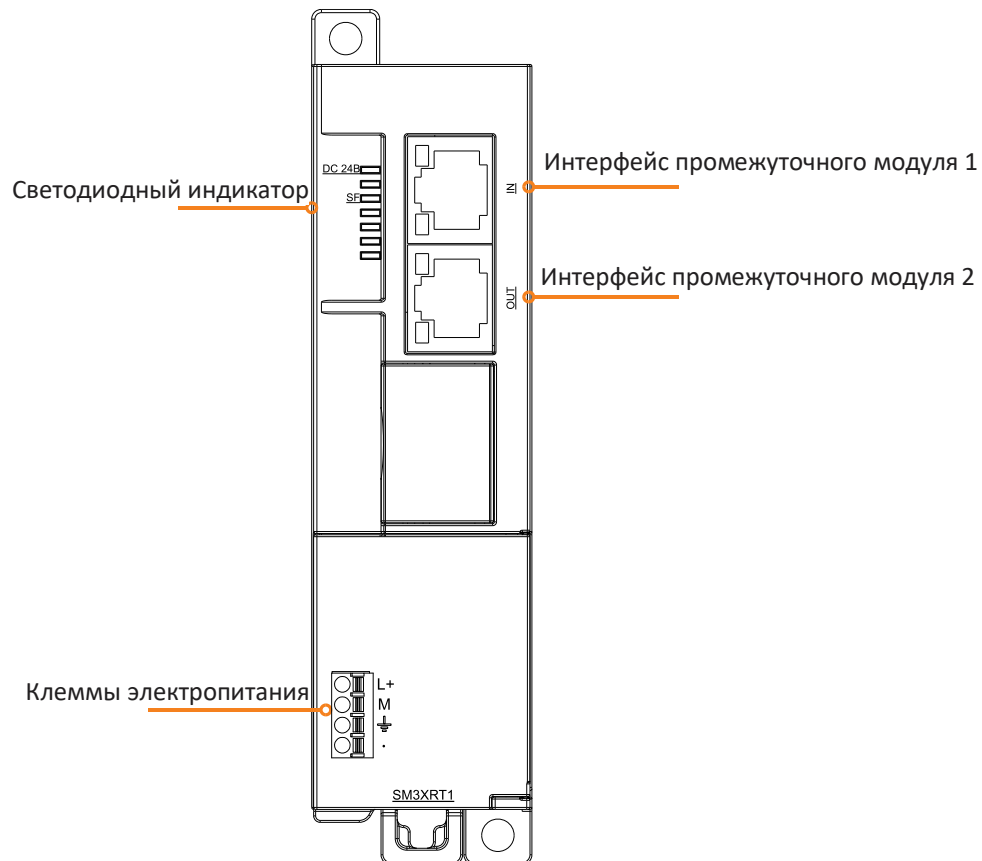 Интерфейс промежуточного модуля 1
DC 24В
Светодиодный индикатор
SF
IN
Интерфейс промежуточного модуля 2
OUT
Клеммы электропитания
L+
M
SM3XRT1